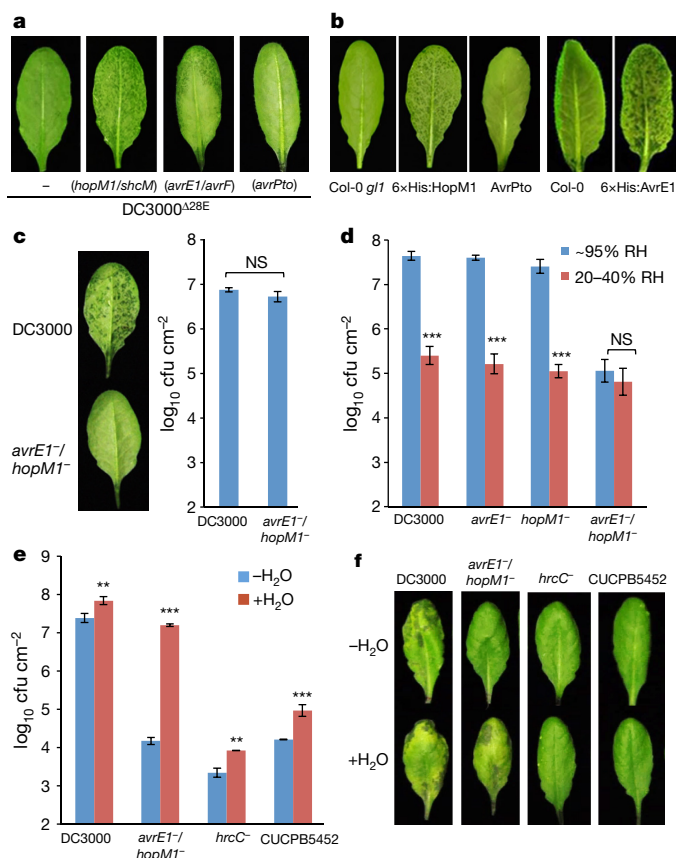 a
–
(hopM1/shcM)
(avrE1/avrF)
(avrPto)
DC3000Δ28E
b
Col-0 gl1
6×His:HopM1
AvrPto
Col-0
6×His:AvrE1
c
DC3000
avrE1–/
hopM1–
log10 cfu cm–2
8
7
6
5
4
3
2
NS
DC3000
avrE1–/
hopM1–
d
log10 cfu cm–2
8
7
6
5
4
3
2
~95% RH
20–40% RH
***
***
***
NS
DC3000
avrE1–
hopM1–
avrE1–/
hopM1–
e
log10 cfu cm–2
9
8
7
6
5
4
3
2
–H2O
+H2O
**
***
**
***
DC3000
avrE1–/
hopM1–
hrcC–
CUCPB5452
f
DC3000
avrE1–/
hopM1–
hrcC–
CUCPB5452
–H2O
+H2O